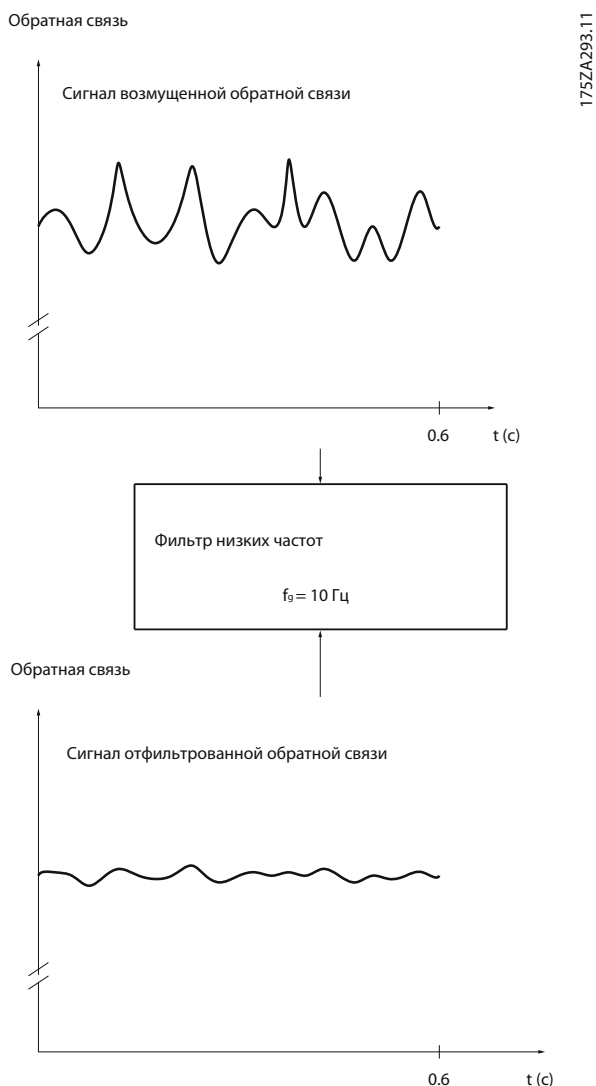 Обратная связь
175ZA293.11
Сигнал возмущенной обратной связи
0.6
t (c)
Фильтр низких частот
fg = 10 Гц
Обратная связь
Сигнал отфильтрованной обратной связи
0.6
t (c)